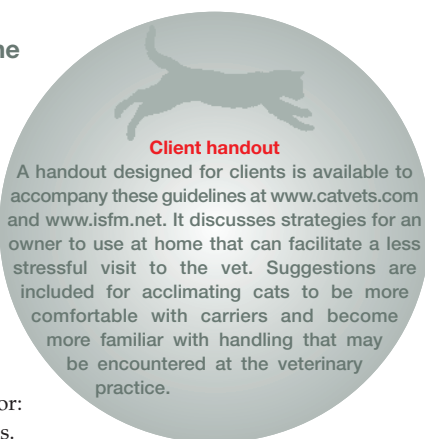 ne
Client handout
A handout designed for clients is available to
accompany these guidelines at www.catvets.com
and www.isfm.net. It discusses strategies for an
owner to use at home that can facilitate a less
stressful visit to the vet. Suggestions are
included for acclimating cats to be more
comfortable with carriers and become
more familiar with handling that may
be encountered at the veterinary
practice.
or:
s.